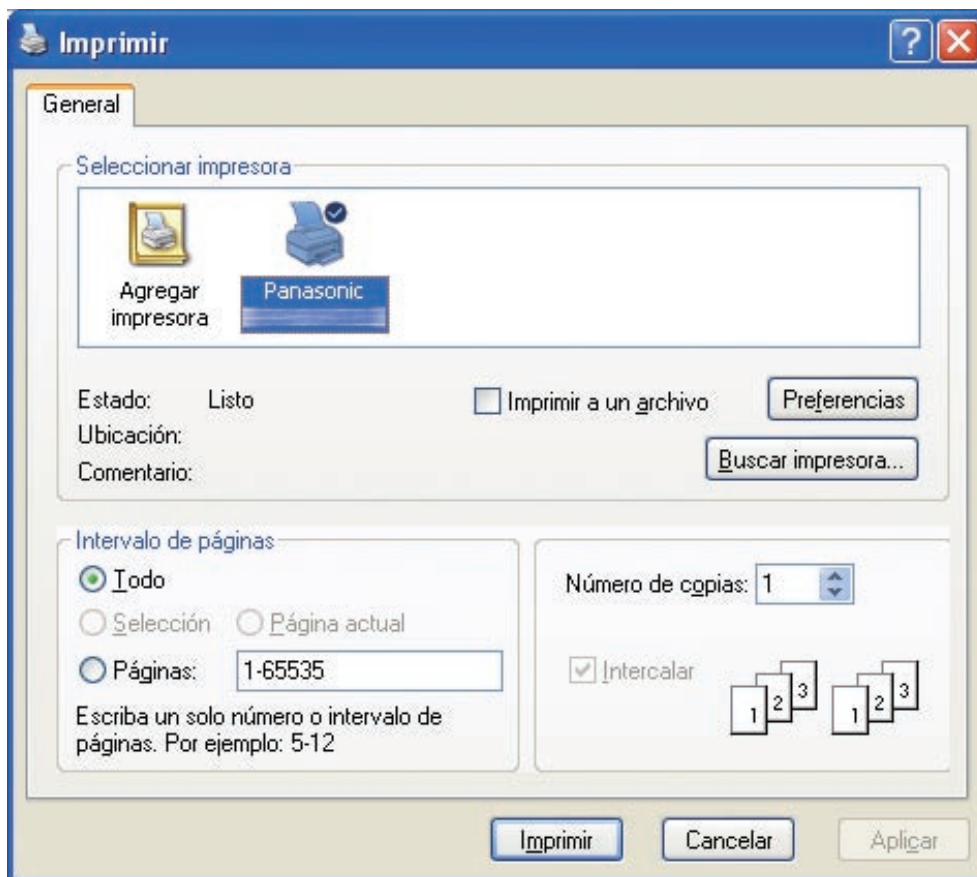 Imprimir
General
Seleccionar impresora
Agregar
impresora
Panasonic
Estado: Listo
Imprimir a un archivo
Preferencias
Ubicación:
Buscar impresora...
Comentario:
Intervalo de páginas
Todo
Selección
Página actual
Páginas: 1-65535
Escriba un solo número o intervalo de
páginas. Por ejemplo: 5-12
Número de copias: 1
Intercalar
1 2 3 1 2 3
Imprimir
Cancelar
Aplicar